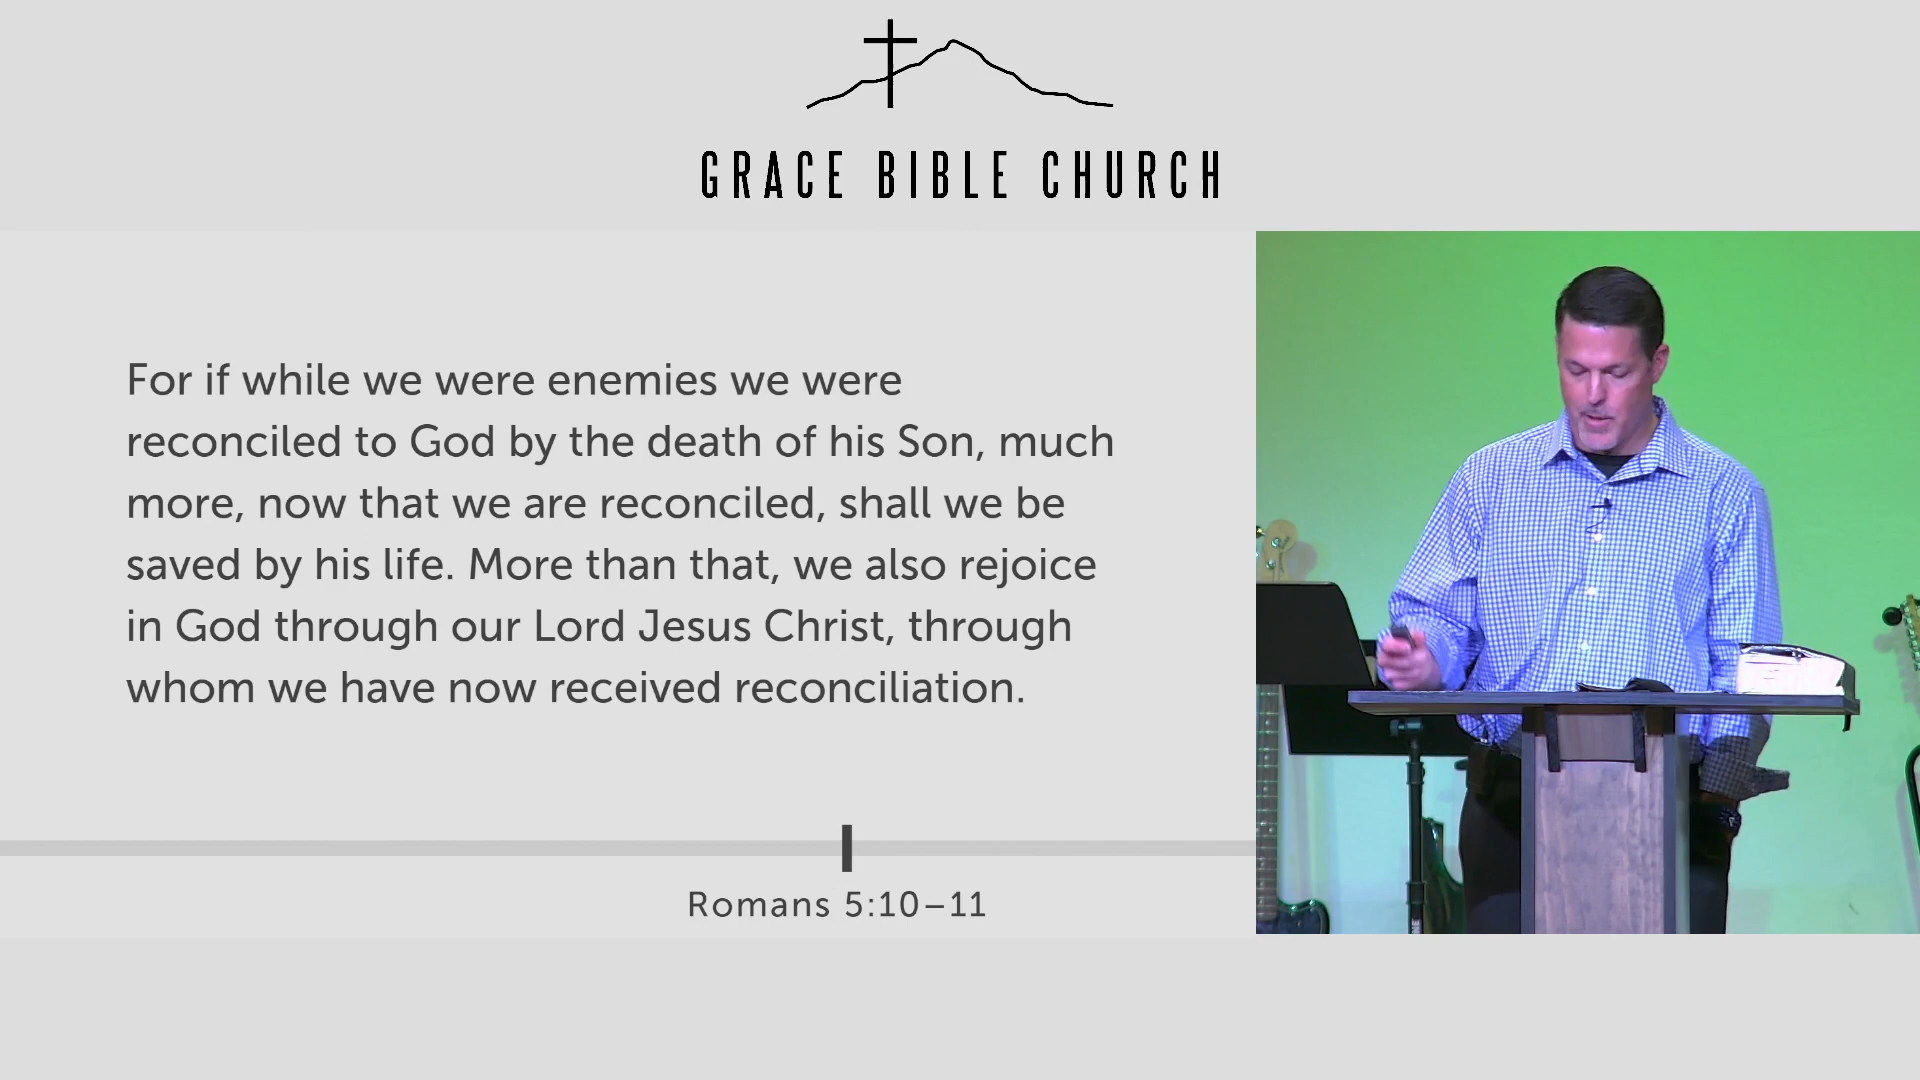 GRACE BIBLE CHURCH
For if while we were enemies we were
reconciled to God by the death of his Son, much
more, now that we are reconciled, shall we be
saved by his life. More than that, we also rejoice
in God through our Lord Jesus Christ, through
whom we have now received reconciliation.
Romans 5:10–11